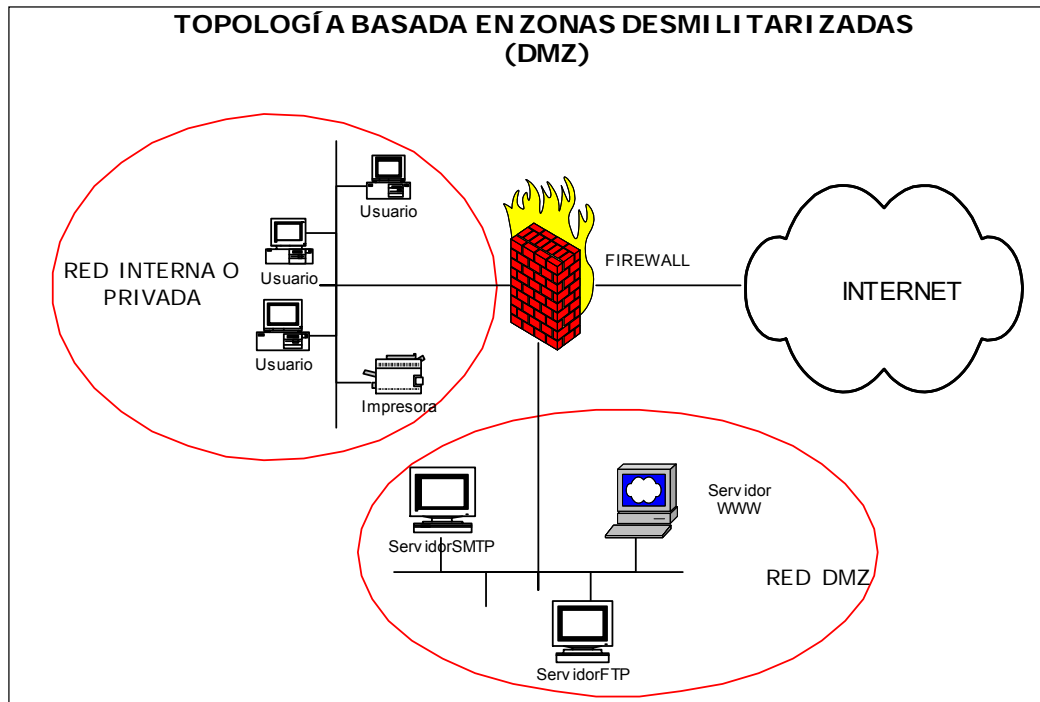 TOPOLOGÍA BASADA EN ZONAS DESMILITARIZADAS
(DMZ)
Usuario
Usuario
RED INTERNA O
PRIVADA
Usuario
Impresora
FIREWALL
INTERNET
ServidorSMTP
Servidor
WWW
RED DMZ
ServidorFTP